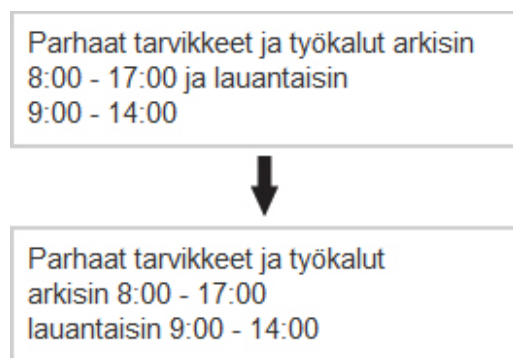 Parhaat tarvikkeet ja työkalut arkisin
8:00 - 17:00 ja lauantaisin
9:00 - 14:00
Parhaat tarvikkeet ja työkalut
arkisin 8:00 - 17:00
lauantaisin 9:00 - 14:00